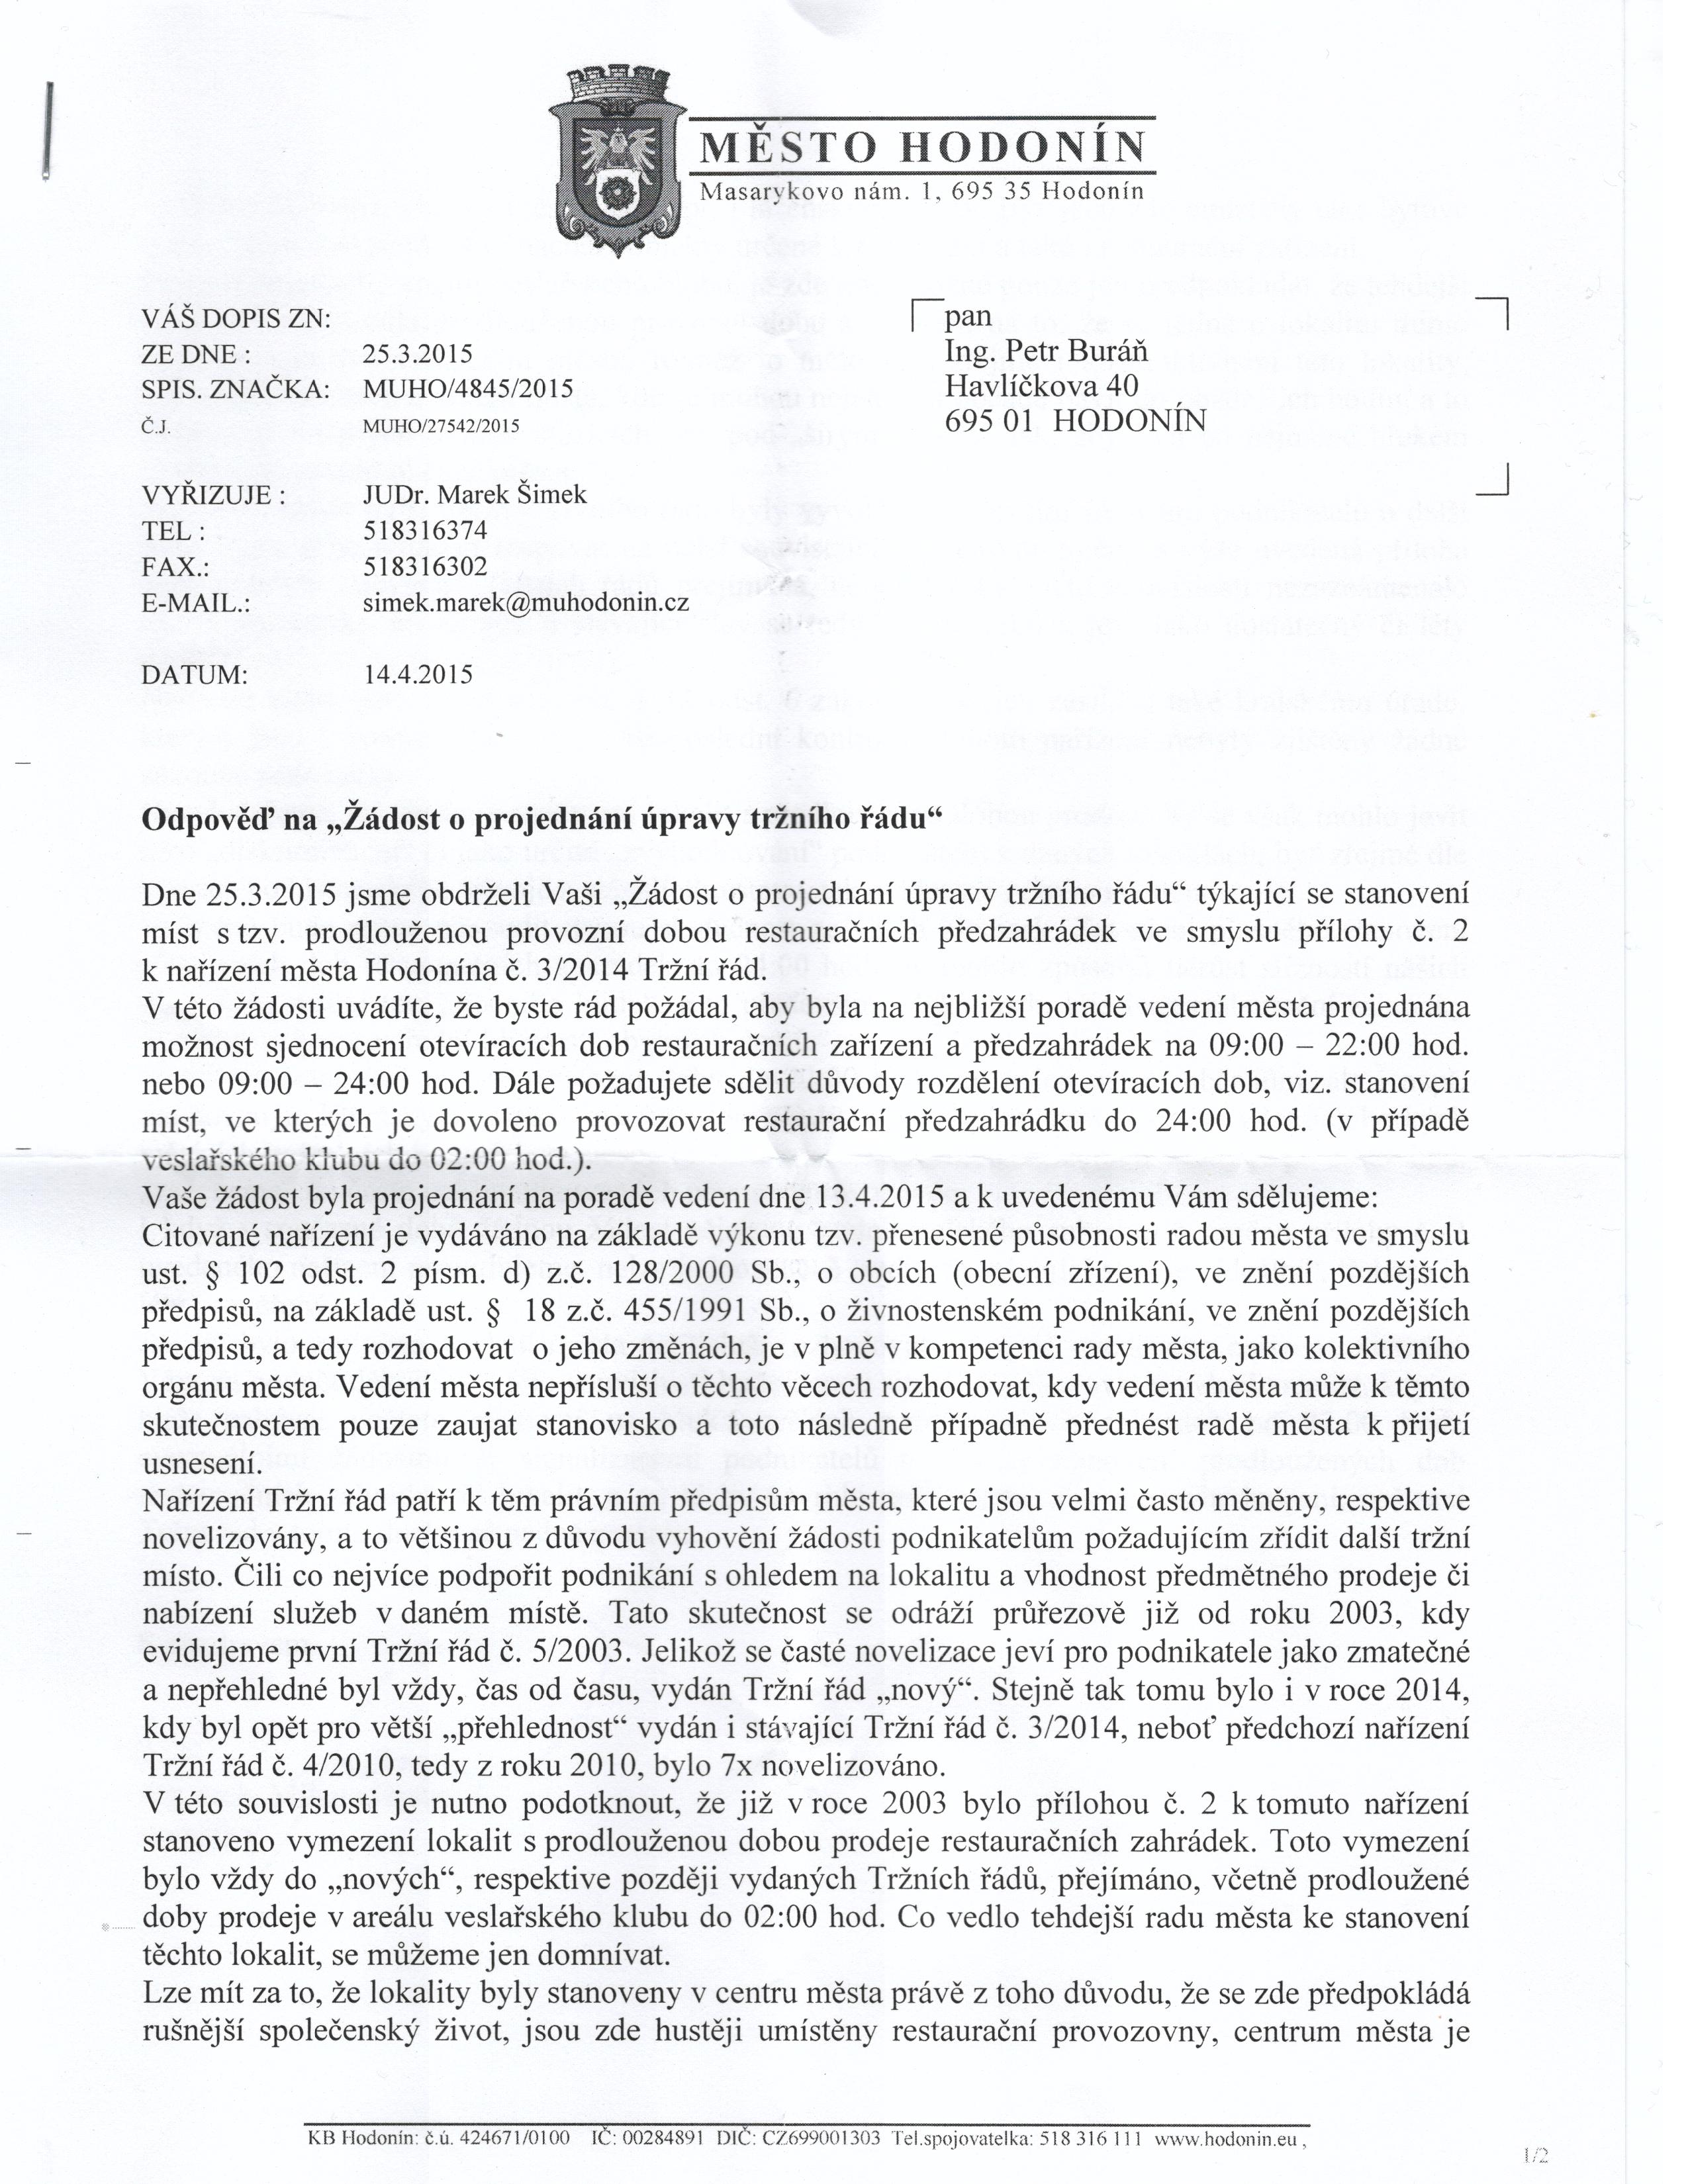 MĚSTO HODONÍN
Masarykovo nám. 1, 695 35 Hodonín
VÁŠ DOPIS ZN:
ZE DNE : 25.3.2015
SPIS. ZNAČKA: MUHO/4845/2015
Č.J. MUHO/27542/2015
VYŘIZUJE : JUDr. Marek Šimek
TEL : 518316374
FAX.: 518316302
E-MAIL.: simek.marek@muhodonin.cz
DATUM: 14.4.2015
pan
Ing. Petr Buráň
Havlíčkova 40
695 01 HODONÍN
Odpověď na „Žádost o projednání úpravy tržního řádu“
Dne 25.3.2015 jsme obdrželi Vaši „Žádost o projednání úpravy tržního řádu“ týkající se stanovení
míst s tzv. prodlouženou provozní dobou restauračních předzahrádek ve smyslu přílohy č. 2
k nařízení města Hodonína č. 3/2014 Tržní řád.
V této žádosti uvádíte, že byste rád požádal, aby byla na nejbližší poradě vedení města projednána
možnost sjednocení otevíracích dob restauračních zařízení a předzahrádek na 09:00 – 22:00 hod.
nebo 09:00 – 24:00 hod. Dále požadujete sdělit důvody rozdělení otevíracích dob, viz. stanovení
míst, ve kterých je dovoleno provozovat restaurační předzahrádku do 24:00 hod. (v případě
veslařského klubu do 02:00 hod.).
Vaše žádost byla projednání na poradě vedení dne 13.4.2015 a k uvedenému Vám sdělujeme:
Citované nařízení je vydáváno na základě výkonu tzv. přenesené působnosti radou města ve smyslu
ust. § 102 odst. 2 písm. d) z.č. 128/2000 Sb., o obcích (obecní zřízení), ve znění pozdějších
předpisů, na základě ust. § 18 z.č. 455/1991 Sb., o živnostenském podnikání, ve znění pozdějších
předpisů, a tedy rozhodovat o jeho změnách, je v plně v kompetenci rady města, jako kolektivního
orgánu města. Vedení města nepřísluší o těchto věcech rozhodovat, kdy vedení města může k těmto
skutečnostem pouze zaujat stanovisko a toto následně případně přednést radě města k přijetí
usnesení.
Nařízení Tržní řád patří k těm právním předpisům města, které jsou velmi často měněny, respektive
novelizovány, a to většinou z důvodu vyhovění žádosti podnikatelům požadujícím zřídit další tržní
místo. Čili co nejvíce podpořit podnikání s ohledem na lokalitu a vhodnost předmětného prodeje či
nabízení služeb v daném místě. Tato skutečnost se odráží průřezově již od roku 2003, kdy
evidujeme první Tržní řád č. 5/2003. Jelikož se časté novelizace jeví pro podnikatele jako zmatečné
a nepřehledné byl vždy, čas od času, vydán Tržní řád „nový“. Stejně tak tomu bylo i v roce 2014,
kdy byl opět pro větší „přehlednost“ vydán i stávající Tržní řád č. 3/2014, neboť předchozí nařízení
Tržní řád č. 4/2010, tedy z roku 2010, bylo 7x novelizováno.
V této souvislosti je nutno podotknout, že již v roce 2003 bylo přílohou č. 2 k tomuto nařízení
stanoveno vymezení lokalit s prodlouženou dobou prodeje restauračních zahrádek. Toto vymezení
bylo vždy do „nových“, respektive později vydaných Tržních řádů, přejímáno, včetně prodloužené
doby prodeje v areálu veslařského klubu do 02:00 hod. Co vedlo tehdejší radu města ke stanovení
těchto lokalit, se můžeme jen domnívat.
Lze mít za to, že lokality byly stanoveny v centru města právě z toho důvodu, že se zde předpokládá
rušnější společenský život, jsou zde hustěji umístěny restaurační provozovny, centrum města je
KB Hodonín: č.ú. 424671/0100 IČ: 00284891 DIČ: CZ699001303 Tel.spojovatelka: 518 316 111 www.hodonin.eu ,
1/2